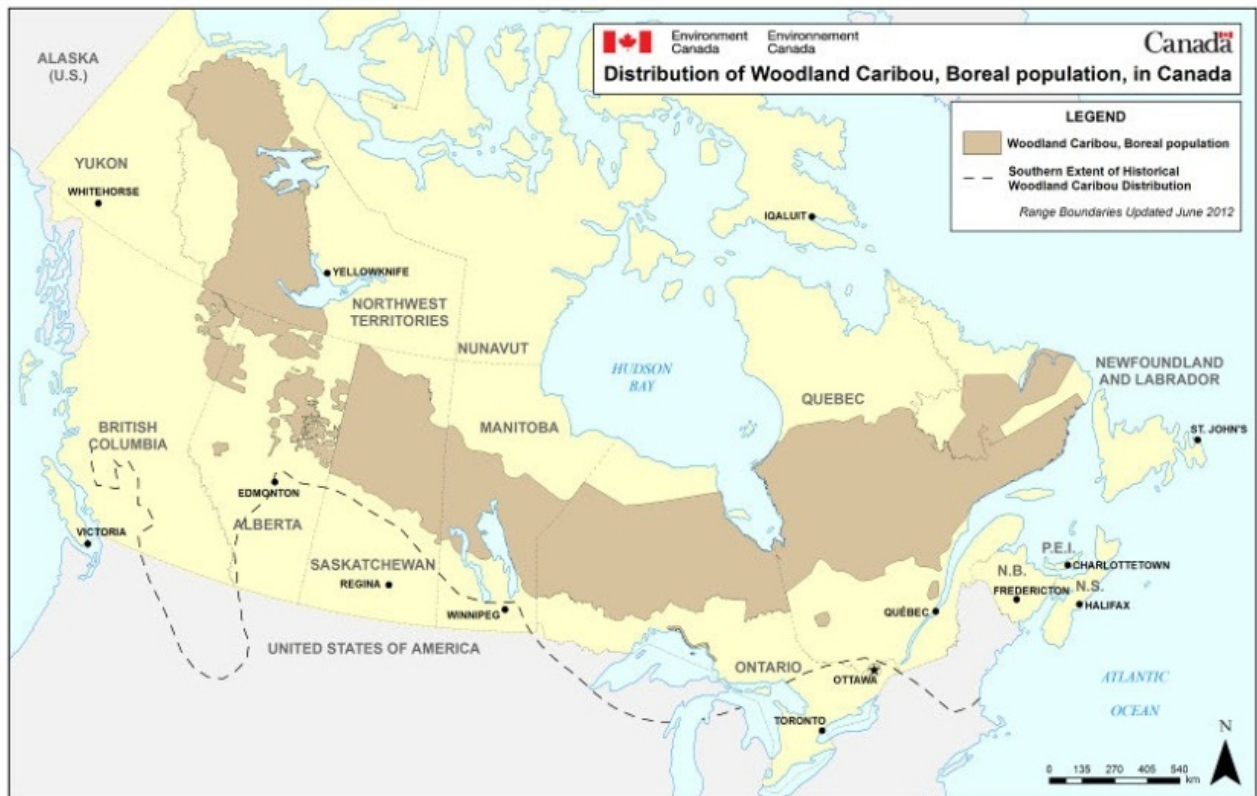 Environment Environnement
Canada Canada
Canada
Distribution of Woodland Caribou, Boreal population, in Canada
LEGEND
Woodland Caribou, Boreal population
Southern Extent of Historical
Woodland Caribou Distribution
Range Boundaries Updated June 2012
ALASKA
(U.S.)
YUKON
WHITEHORSE
IQALUIT
YELLOWKNIFE
NORTHWEST
TERRITORIES
NUNAVUT
HUDSON
BAY
NEWFOUNDLAND
AND LABRADOR
QUEBEC
BRITISH
COLUMBIA
MANITOBA
ST. JOHN'S
EDMONTON
ALBERTA
VICTORIA
SASKATCHEWAN
REGINA
WINNIPEG
P.E.I.
CHARLOTTETOWN
N.B.
FREDERICTON
N.S.
HALIFAX
QUÉBEC
UNITED STATES OF AMERICA
ONTARIO
OTTAWA
TORONTO
ATLANTIC
OCEAN
N
0 135 270 405 540
km